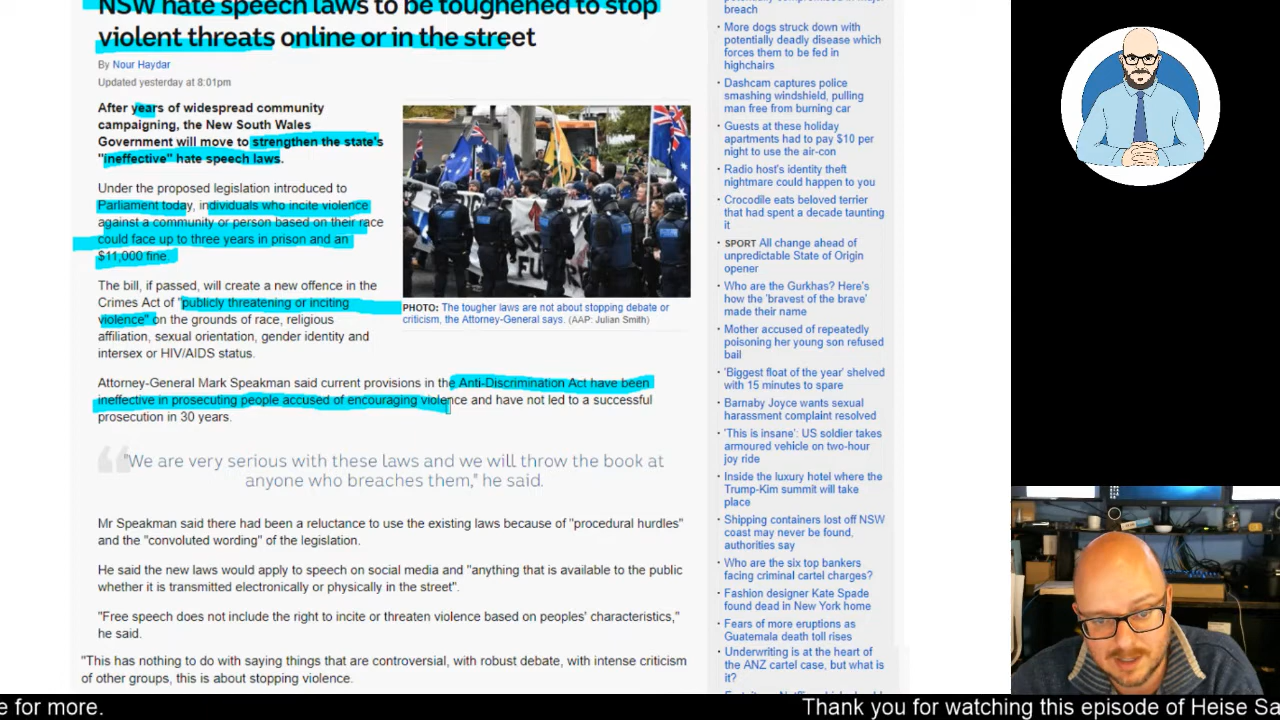 NSW hate speech laws to be toughened to stop
violent threats online or in the street
By Nour Haydar
Updated yesterday at 8:01pm
After years of widespread community
campaigning, the New South Wales
Government will move to strengthen the state's
"ineffective" hate speech laws.
Under the proposed legislation introduced to
Parliament today, individuals who incite violence
against a community or person based on their race
could face up to three years in prison and an
$11,000 fine.
The bill, if passed, will create a new offence in the
Crimes Act of "publicly threatening or inciting
violence" on the grounds of race, religious
affiliation, sexual orientation, gender identity and
intersex or HIV/AIDS status.
PHOTO: The tougher laws are not about stopping debate or
criticism, the Attorney-General says. (AAP: Julian Smith)
Attorney-General Mark Speakman said current provisions in the Anti-Discrimination Act have been
ineffective in prosecuting people accused of encouraging violence and have not led to a successful
prosecution in 30 years.
"We are very serious with these laws and we will throw the book at
anyone who breaches them," he said.
Mr Speakman said there had been a reluctance to use the existing laws because of "procedural hurdles"
and the "convoluted wording" of the legislation.
He said the new laws would apply to speech on social media and "anything that is available to the public
whether it is transmitted electronically or physically in the street".
"Free speech does not include the right to incite or threaten violence based on peoples' characteristics,"
he said.
"This has nothing to do with saying things that are controversial, with robust debate, with intense criticism
of other groups, this is about stopping violence.
breach
More dogs struck down with
potentially deadly disease which
forces them to be fed in
highchairs
Dashcam captures police
smashing windshield, pulling
man free from burning car
Guests at these holiday
apartments had to pay $10 per
night to use the air-con
Radio host's identity theft
nightmare could happen to you
Crocodile eats beloved terrier
that had spent a decade taunting
it
SPORT All change ahead of
unpredictable State of Origin
opener
Who are the Gurkhas? Here's
how the 'bravest of the brave'
made their name
Mother accused of repeatedly
poisoning her young son refused
bail
'Biggest float of the year' shelved
with 15 minutes to spare
Barnaby Joyce wants sexual
harassment complaint resolved
'This is insane': US soldier takes
armoured vehicle on two-hour
joy ride
Inside the luxury hotel where the
Trump-Kim summit will take
place
Shipping containers lost off NSW
coast may never be found,
authorities say
Who are the six top bankers
facing criminal cartel charges?
Fashion designer Kate Spade
found dead in New York home
Fears of more eruptions as
Guatemala death toll rises
Underwriting is at the heart of
the ANZ cartel case, but what is
it?
e for more. Thank you for watching this episode of Heise Sa